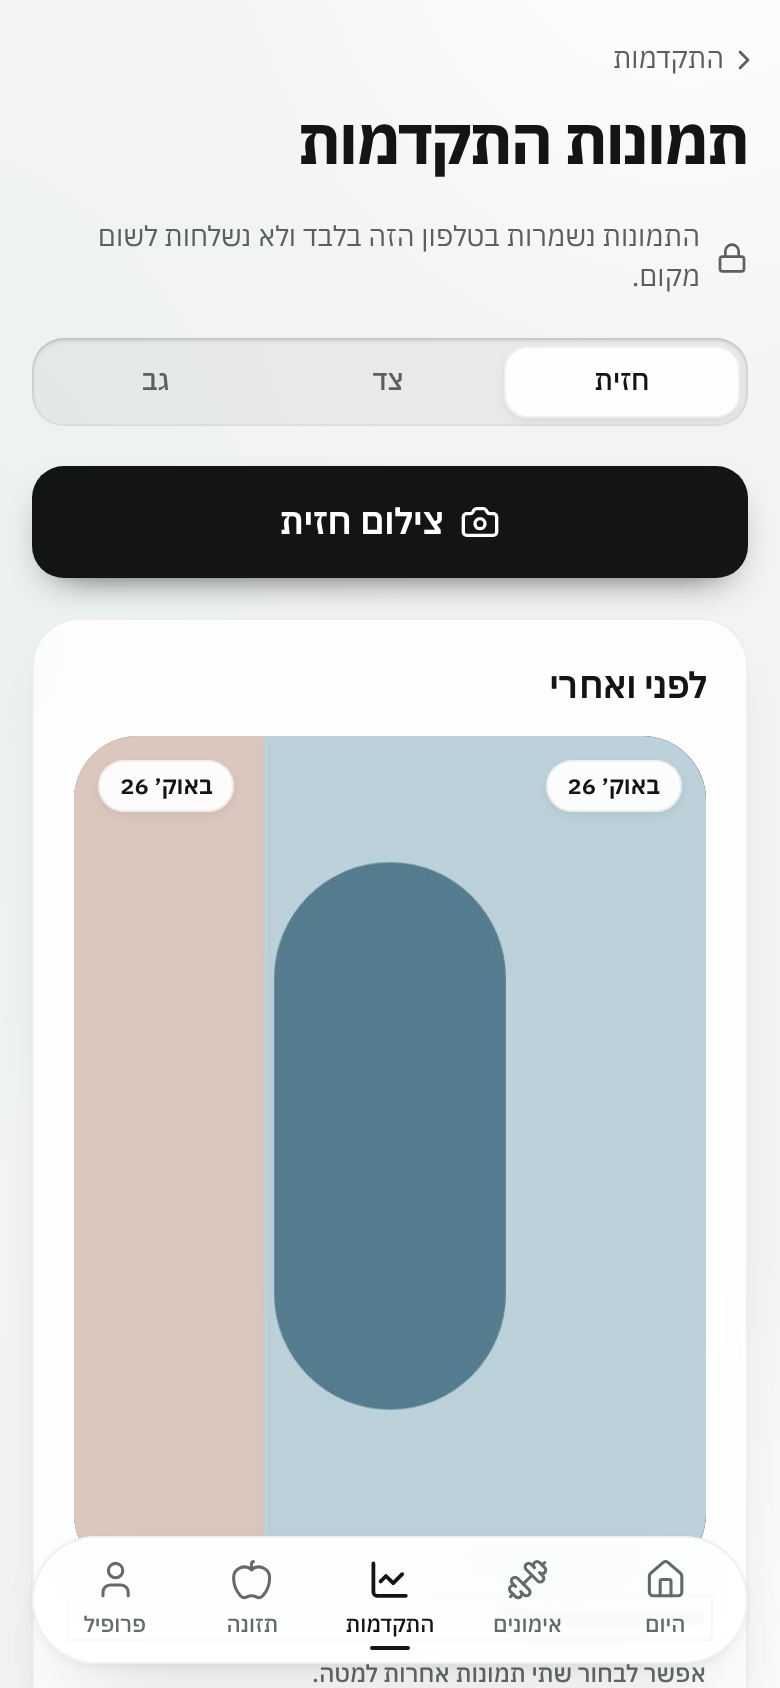 התקדמות
תמונות התקדמות
התמונות נשמרות בטלפון הזה בלבד ולא נשלחות לשום
מקום.
חזית
צד
גב
צילום חזית
לפני ואחרי
באוק׳ 26
באוק׳ 26
היום
אימונים
התקדמות
תזונה
פרופיל
אפשר לבחור שתי תמונות אחרות למטה.